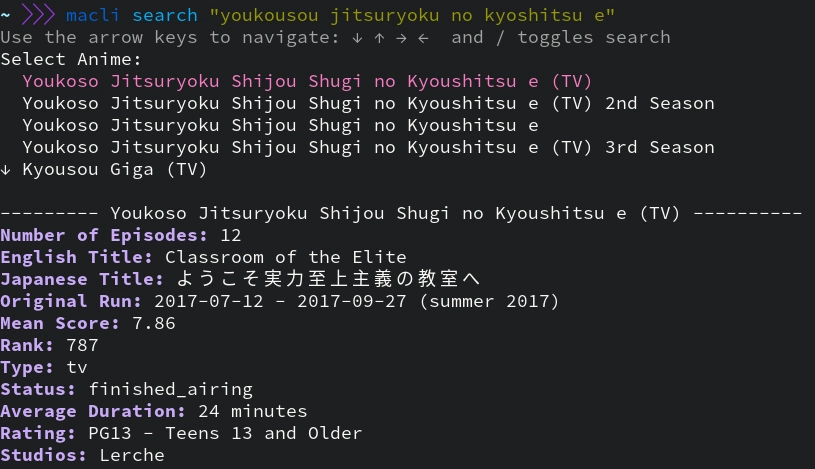 ~ ❯❯❯ macli search "youkousou jitsuryoku no kyoshitsu e"
Use the arrow keys to navigate: ↓ ↑ → ←  and / toggles search
Select Anime:
Youkoso Jitsuryoku Shijou Shugi no Kyoushitsu e (TV)
Youkoso Jitsuryoku Shijou Shugi no Kyoushitsu e (TV) 2nd Season
Youkoso Jitsuryoku Shijou Shugi no Kyoushitsu e
Youkoso Jitsuryoku Shijou Shugi no Kyoushitsu e (TV) 3rd Season
↓ Kyousou Giga (TV)
--------- Youkoso Jitsuryoku Shijou Shugi no Kyoushitsu e (TV) ----------
Number of Episodes: 12
English Title: Classroom of the Elite
Japanese Title: ようこそ実力至上主義の教室へ
Original Run: 2017-07-12 - 2017-09-27 (summer 2017)
Mean Score: 7.86
Rank: 787
Type: tv
Status: finished_airing
Average Duration: 24 minutes
Rating: PG13 - Teens 13 and Older
Studios: Lerche